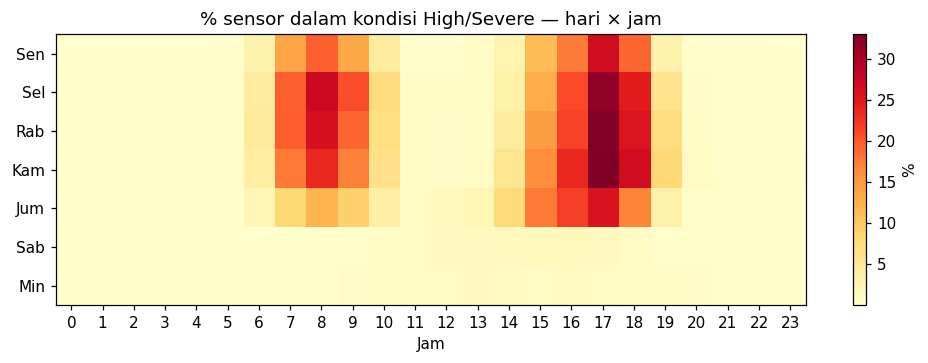 % sensor dalam kondisi High/Severe — hari × jam
Sen
Sel
Rab
Kam
Jum
Sab
Min
0 1 2 3 4 5 6 7 8 9 10 11 12 13 14 15 16 17 18 19 20 21 22 23
Jam
30
25
20
15
10
5
%